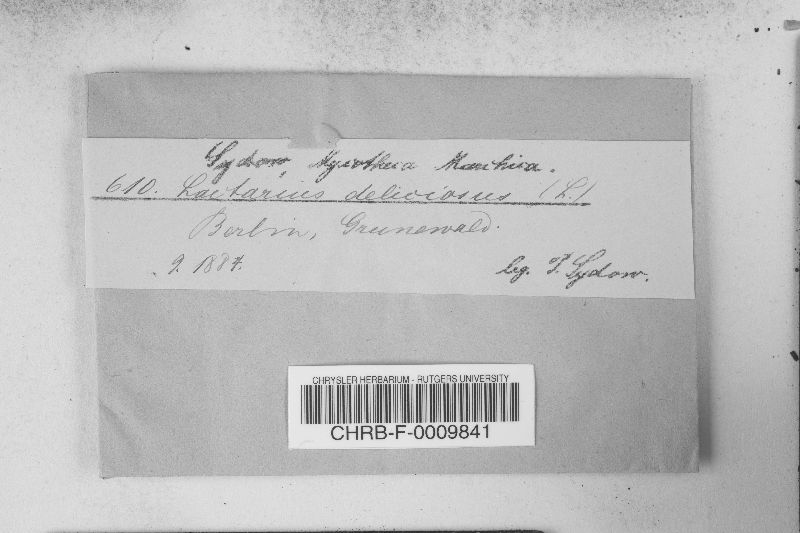 Sydow, Mycotheca Marchica.
610. Lactarius deliciosus (L.)
Berlin, Grunewald.
9. 1884.
leg. P. Sydow.
CHRYSLER HERBARIUM - RUTGERS UNIVERSITY
CHRB-F-0009841